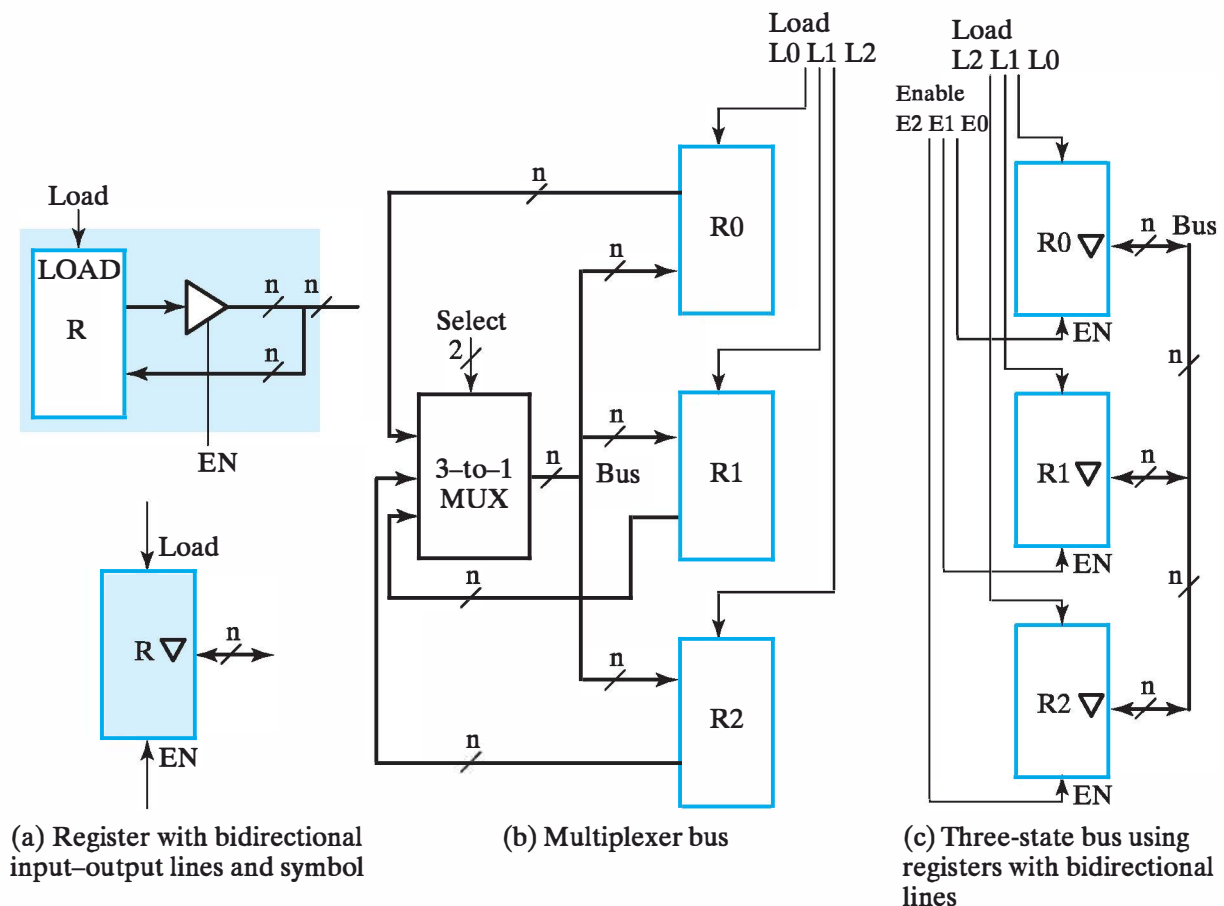 Load
LOAD
R
n
n
n
EN
Load
R
n
EN
(a) Register with bidirectional
input–output lines and symbol
Load
L0 L1 L2
n
R0
n
Select
2
n
n
3–to–1
MUX
Bus
R1
n
n
R2
n
(b) Multiplexer bus
Load
L2 L1 L0
Enable
E2 E1 E0
R0
n
Bus
EN
n
R1
n
EN
n
R2
n
EN
(c) Three-state bus using
registers with bidirectional
lines